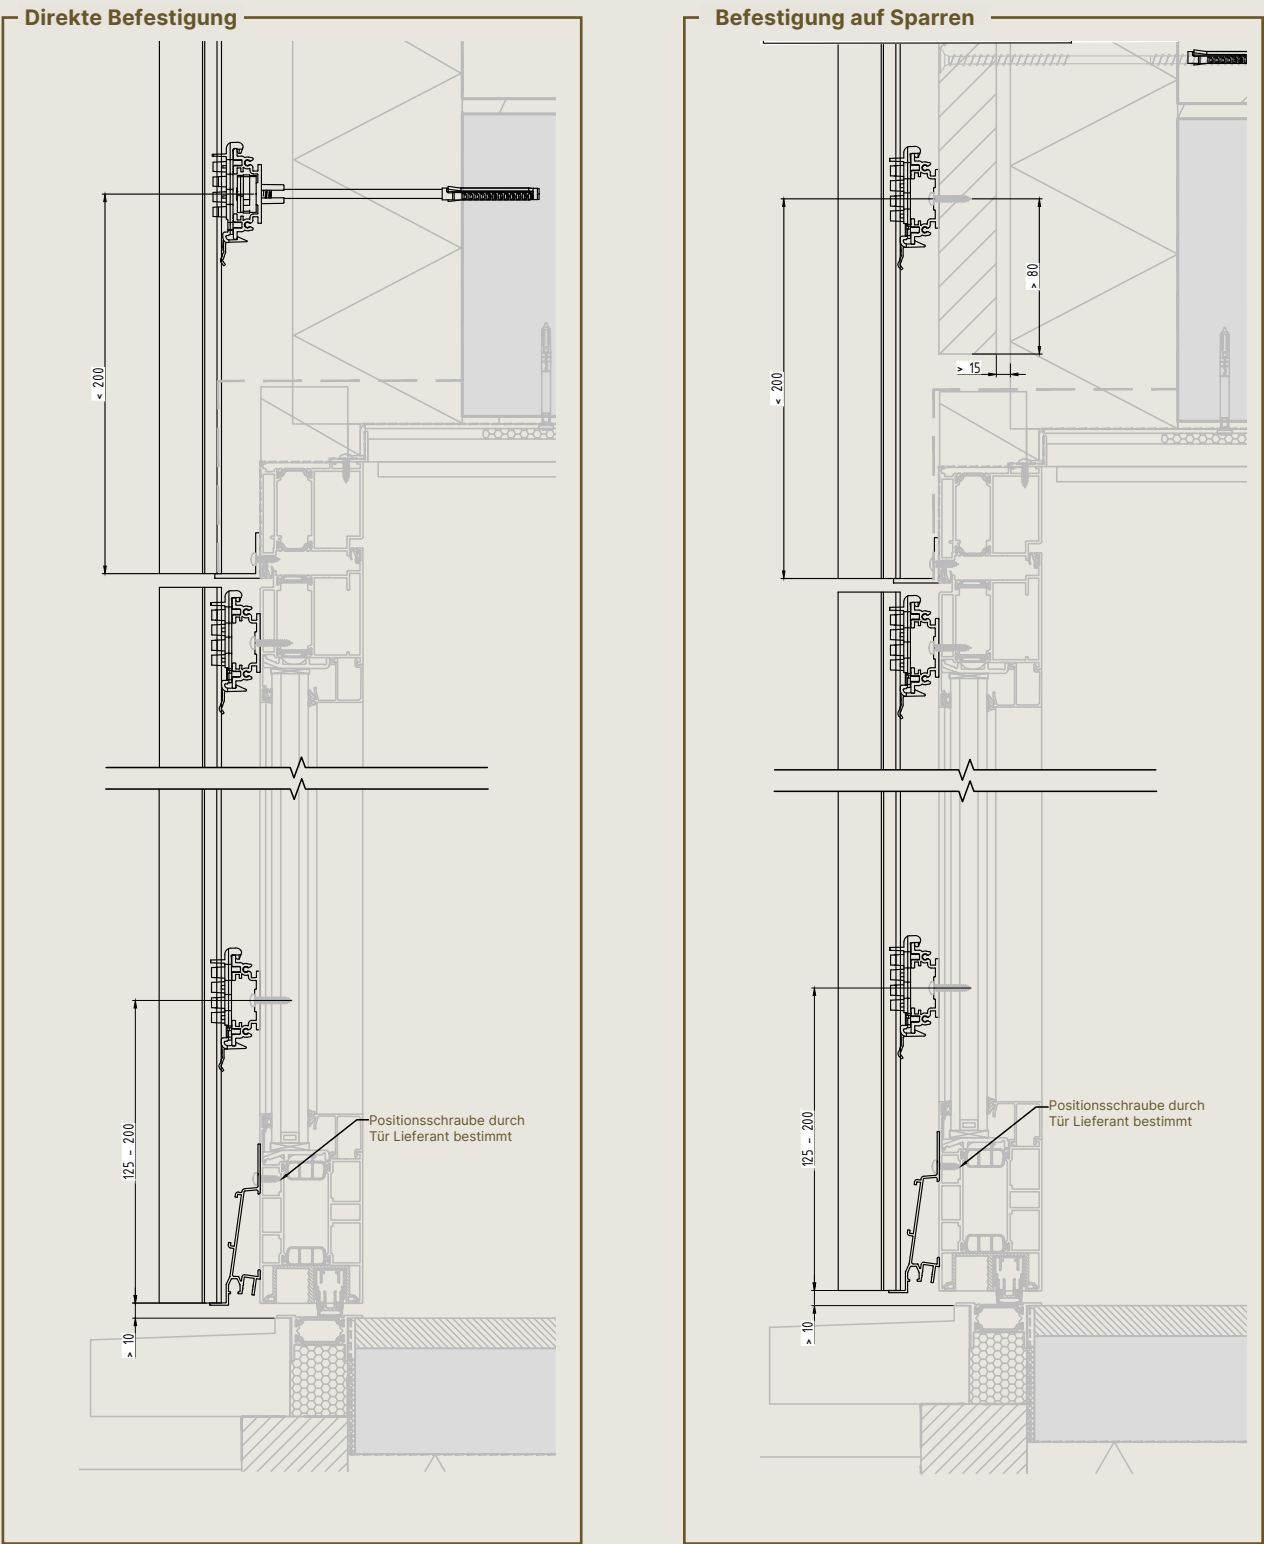 Direkte Befestigung
< 200
125 - 200
> 10
Positionsschraube durch
Tür Lieferant bestimmt
Befestigung auf Sparren
> 80
> 15
< 200
125 - 200
> 10
Positionsschraube durch
Tür Lieferant bestimmt